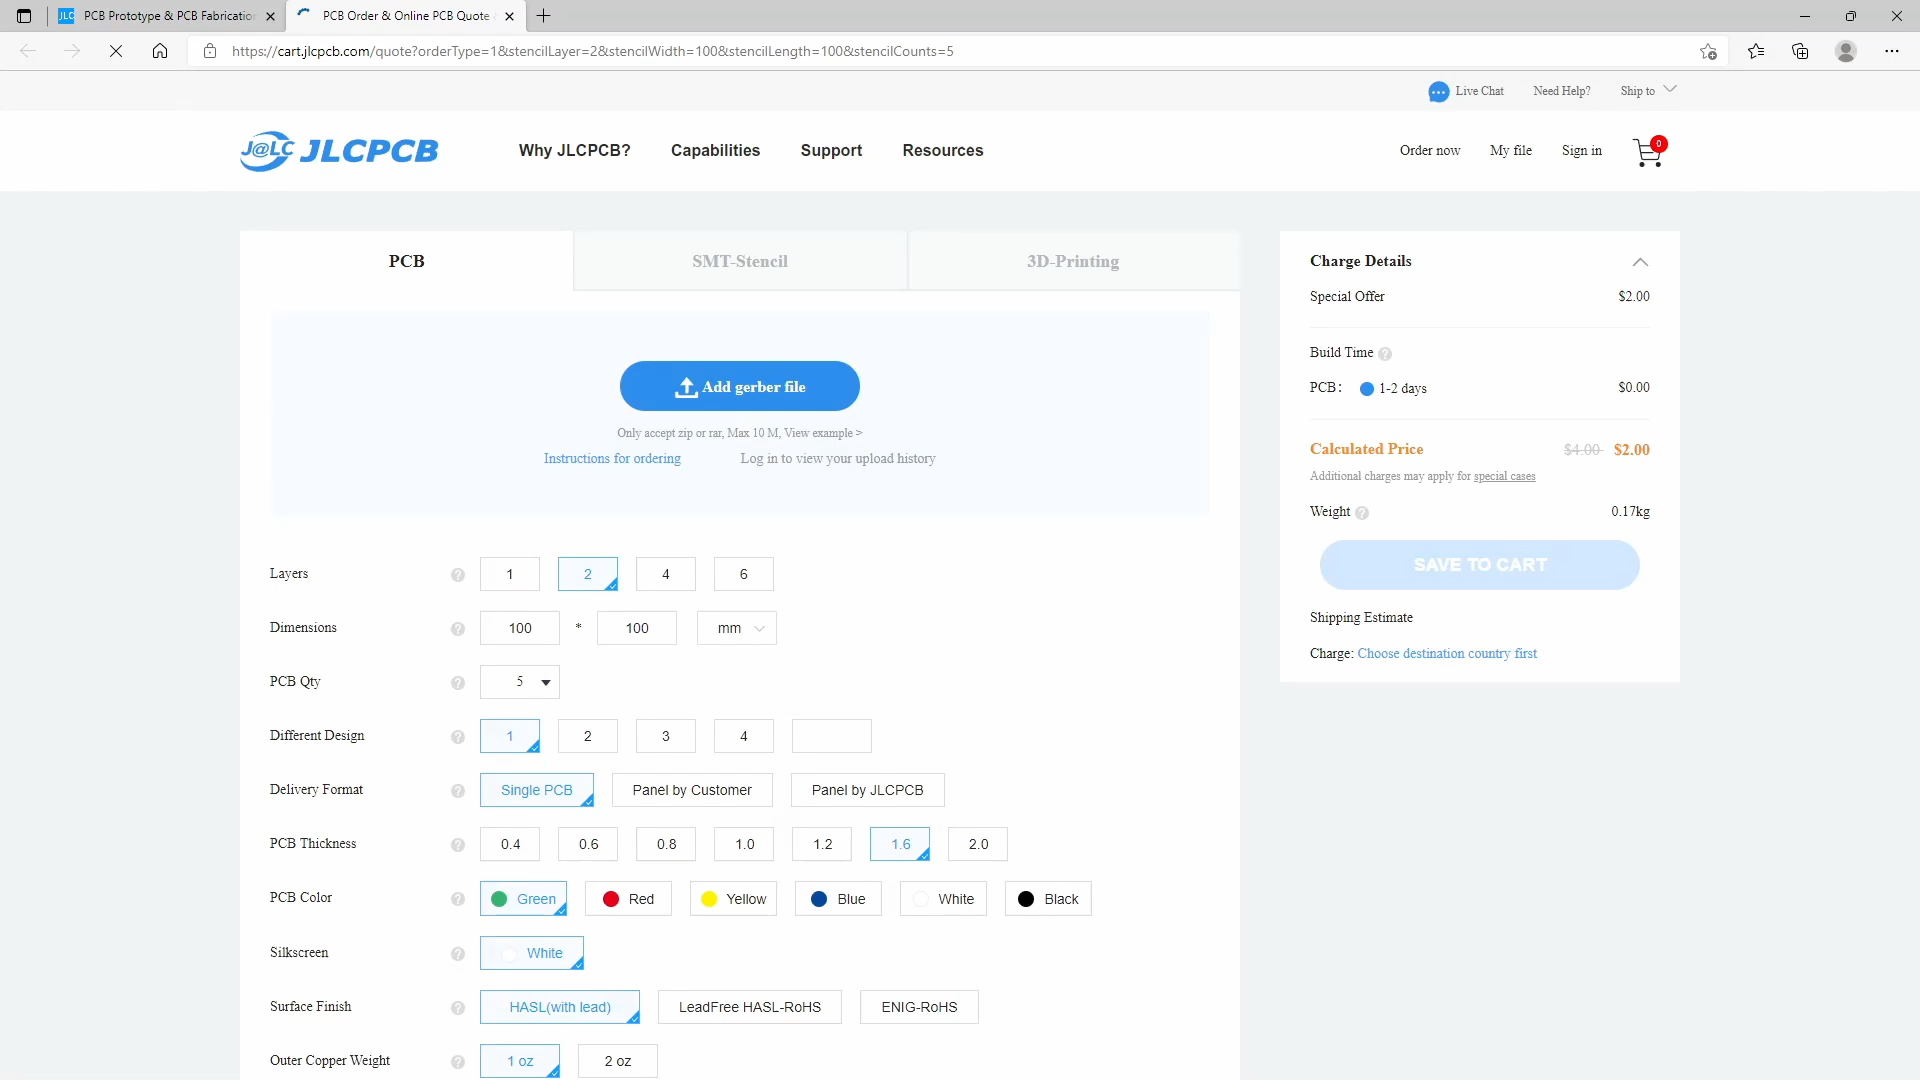 JLC PCB Prototype & PCB Fabrication
PCB Order & Online PCB Quote
https://cart.jlcpcb.com/quote?orderType=1&stencilLayer=2&stencilWidth=100&stencilLength=100&stencilCounts=5
Live Chat Need Help? Ship to
J@LC JLCPCB Why JLCPCB? Capabilities Support Resources Order now My file Sign in 0
PCB SMT-Stencil 3D-Printing
Add gerber file
Only accept zip or rar, Max 10 M, View example >
Instructions for ordering Log in to view your upload history
Layers ? 1 2 4 6
Dimensions ? 100 * 100 mm
PCB Qty ? 5
Different Design ? 1 2 3 4
Delivery Format ? Single PCB Panel by Customer Panel by JLCPCB
PCB Thickness ? 0.4 0.6 0.8 1.0 1.2 1.6 2.0
PCB Color ? Green Red Yellow Blue White Black
Silkscreen ? White
Surface Finish ? HASL(with lead) LeadFree HASL-RoHS ENIG-RoHS
Outer Copper Weight ? 1 oz 2 oz
Charge Details
Special Offer $2.00
Build Time ?
PCB: 1-2 days $0.00
Calculated Price $4.00 $2.00
Additional charges may apply for special cases
Weight ? 0.17kg
SAVE TO CART
Shipping Estimate
Charge: Choose destination country first